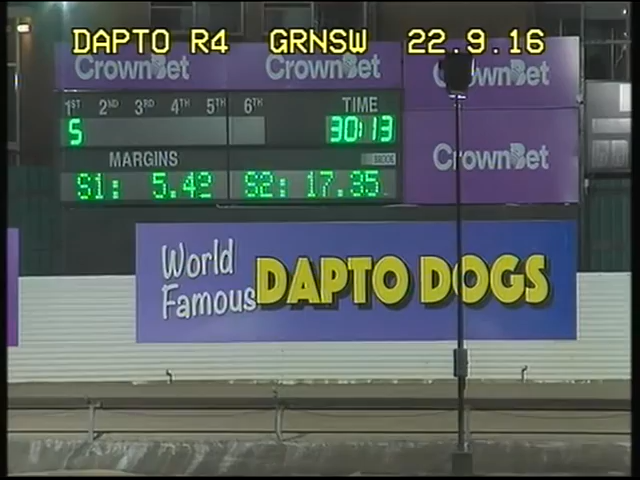 DAPTO R4 GRNSW 22.9.16
CrownBet CrownBet CrownBet
1ST 2ND 3RD 4TH 5TH 6TH TIME
5 30:13
CrownBet
MARGINS
S1: 5.42 S2: 17.35
World Famous DAPTO DOGS